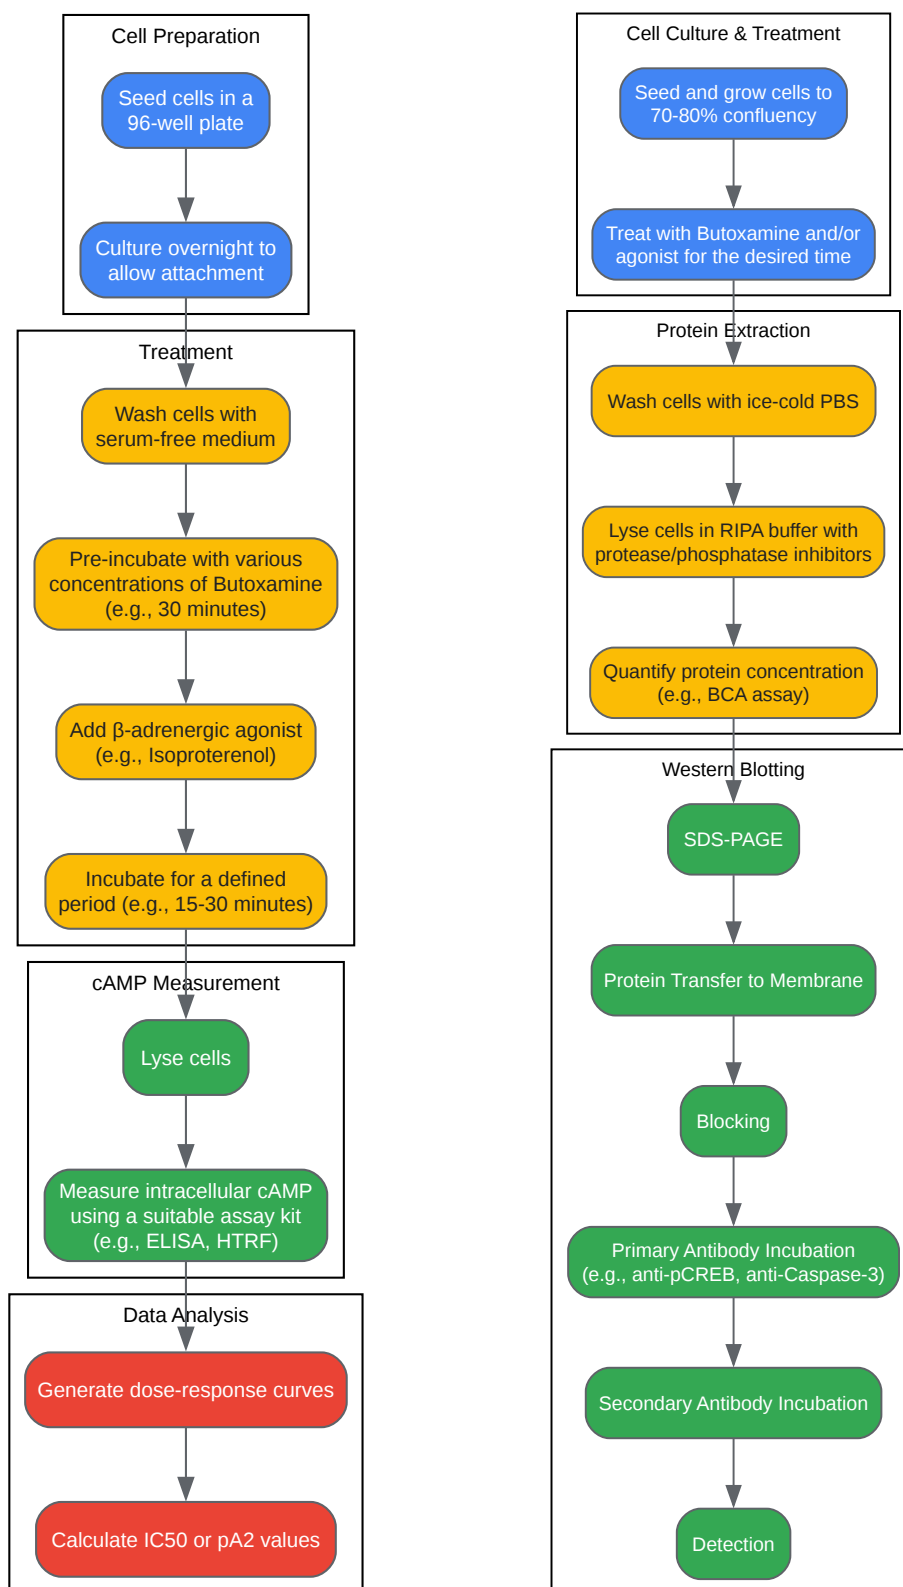 Cell Preparation
Seed cells in a
96-well plate
Culture overnight to
allow attachment
Treatment
Wash cells with
serum-free medium
Pre-incubate with various
concentrations of Butoxamine
(e.g., 30 minutes)
Add β-adrenergic agonist
(e.g., Isoproterenol)
Incubate for a defined
period (e.g., 15-30 minutes)
cAMP Measurement
Lyse cells
Measure intracellular cAMP
using a suitable assay kit
(e.g., ELISA, HTRF)
Data Analysis
Generate dose-response curves
Calculate IC50 or pA2 values
Cell Culture & Treatment
Seed and grow cells to
70-80% confluency
Treat with Butoxamine and/or
agonist for the desired time
Protein Extraction
Wash cells with ice-cold PBS
Lyse cells in RIPA buffer with
protease/phosphatase inhibitors
Quantify protein concentration
(e.g., BCA assay)
Western Blotting
SDS-PAGE
Protein Transfer to Membrane
Blocking
Primary Antibody Incubation
(e.g., anti-pCREB, anti-Caspase-3)
Secondary Antibody Incubation
Detection